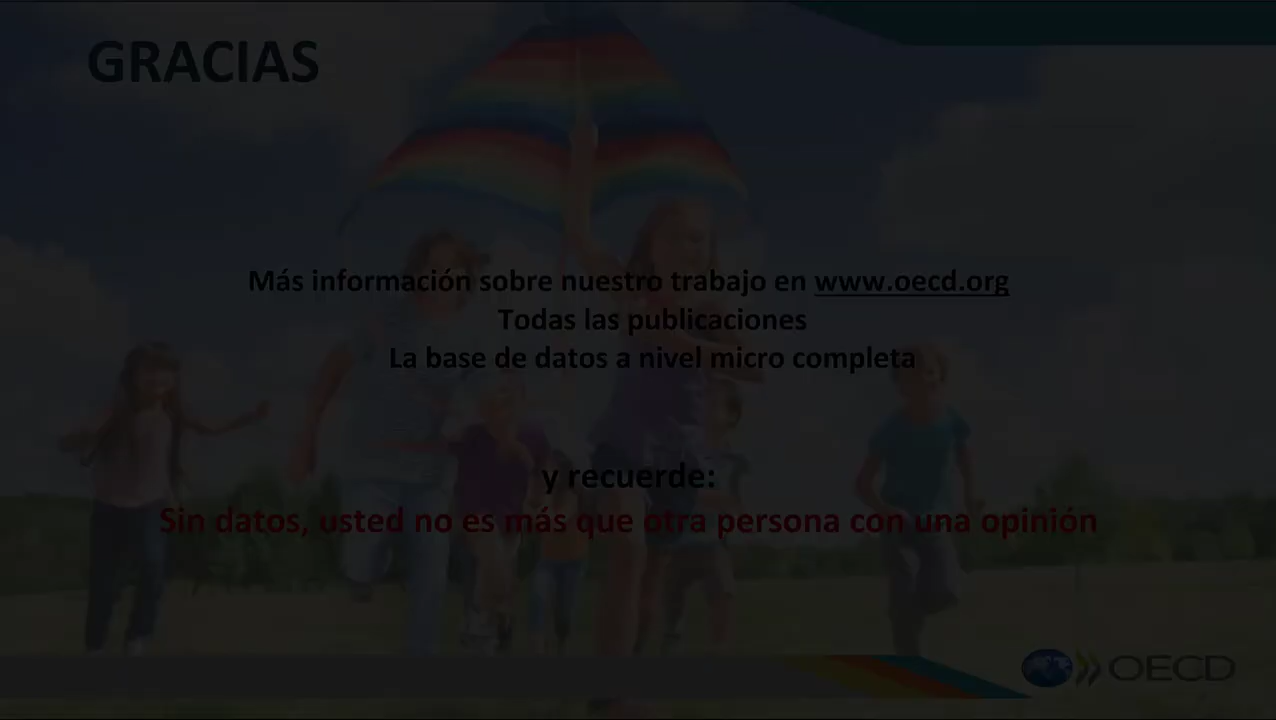 GRACIAS
Más información sobre nuestro trabajo en www.oecd.org
Todas las publicaciones
La base de datos a nivel micro completa
y recuerde:
Sin datos, usted no es más que otra persona con una opinión
OECD